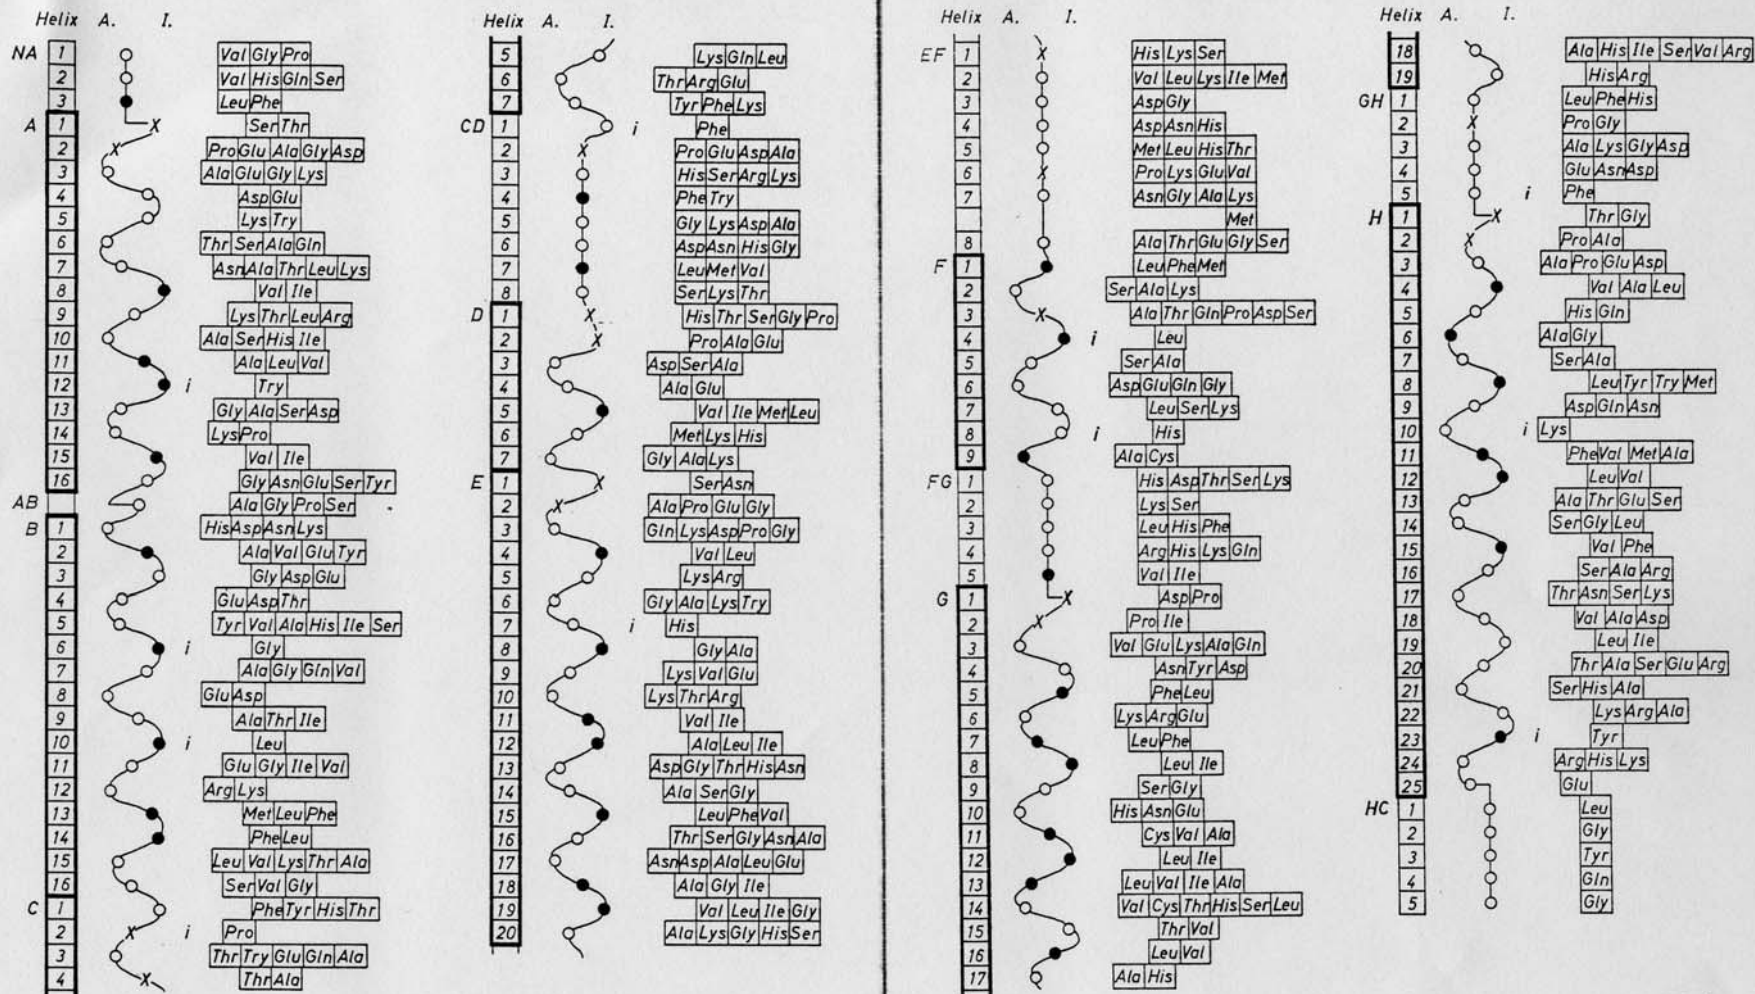 Helix A. I.
NA 1 Val Gly Pro
2 Val His Gln Ser
3 Leu Phe
A 1 Ser Thr
2 Pro Glu Ala Gly Asp
3 Ala Glu Gly Lys
4 Asp Glu
5 Lys Try
6 Thr Ser Ala Gln
7 Asn Ala Thr Leu Lys
8 Val Ile
9 Lys Thr Leu Arg
10 Ala Ser His Ile
11 Ala Leu Val
12 i Try
13 Gly Ala Ser Asp
14 Lys Pro
15 Val Ile
16 Gly Asn Glu Ser Tyr
AB Ala Gly Pro Ser
B 1 His Asp Asn Lys
2 Ala Val Glu Tyr
3 Gly Asp Glu
4 Glu Asp Thr
5 Tyr Val Ala His Ile Ser
6 i Gly
7 Ala Gly Gln Val
8 Glu Asp
9 Ala Thr Ile
10 i Leu
11 Glu Gly Ile Val
12 Arg Lys
13 Met Leu Phe
14 Phe Leu
15 Leu Val Lys Thr Ala
16 Ser Val Gly
C 1 Phe Tyr His Thr
2 i Pro
3 Thr Try Glu Gln Ala
4 Thr Ala
Helix A. I.
5 Lys Gln Leu
6 Thr Arg Glu
7 Tyr Phe Lys
CD 1 i Phe
2 Pro Glu Asp Ala
3 His Ser Arg Lys
4 Phe Try
5 Gly Lys Asp Ala
6 Asp Asn His Gly
7 Leu Met Val
8 Ser Lys Thr
D 1 His Thr Ser Gly Pro
2 Pro Ala Glu
3 Asp Ser Ala
4 Ala Glu
5 Val Ile Met Leu
6 Met Lys His
7 Gly Ala Lys
E 1 Ser Asn
2 Ala Pro Glu Gly
3 Gln Lys Asp Pro Gly
4 Val Leu
5 Lys Arg
6 Gly Ala Lys Try
7 i His
8 Gly Ala
9 Lys Val Glu
10 Lys Thr Arg
11 Val Ile
12 Ala Leu Ile
13 Asp Gly Thr His Asn
14 Ala Ser Gly
15 Leu Phe Val
16 Thr Ser Gly Asn Ala
17 Asn Asp Ala Leu Glu
18 Ala Gly Ile
19 Val Leu Ile Gly
20 Ala Lys Gly His Ser
Helix A. I.
EF 1 His Lys Ser
2 Val Leu Lys Ile Met
3 Asp Gly
4 Asp Asn His
5 Met Leu His Thr
6 Pro Lys Glu Val
7 Asn Gly Ala Lys
Met
8 Ala Thr Glu Gly Ser
F 1 Leu Phe Met
2 Ser Ala Lys
3 Ala Thr Gln Pro Asp Ser
4 i Leu
5 Ser Ala
6 Asp Glu Gln Gly
7 Leu Ser Lys
8 i His
9 Ala Cys
FG 1 His Asp Thr Ser Lys
2 Lys Ser
3 Leu His Phe
4 Arg His Lys Gln
5 Val Ile
G 1 Asp Pro
2 Pro Ile
3 Val Glu Lys Ala Gln
4 Asn Tyr Asp
5 Phe Leu
6 Lys Arg Glu
7 Leu Phe
8 Leu Ile
9 Ser Gly
10 His Asn Glu
11 Cys Val Ala
12 Leu Ile
13 Leu Val Ile Ala
14 Val Cys Thr His Ser Leu
15 Thr Val
16 Leu Val
17 Ala His
Helix A. I.
18 Ala His Ile Ser Val Arg
19 His Arg
GH 1 Leu Phe His
2 Pro Gly
3 Ala Lys Gly Asp
4 Glu Asn Asp
5 i Phe
H 1 Thr Gly
2 Pro Ala
3 Ala Pro Glu Asp
4 Val Ala Leu
5 His Gln
6 Ala Gly
7 Ser Ala
8 Leu Tyr Try Met
9 Asp Gln Asn
10 i Lys
11 Phe Val Met Ala
12 Leu Val
13 Ala Thr Glu Ser
14 Ser Gly Leu
15 Val Phe
16 Ser Ala Arg
17 Thr Asn Ser Lys
18 Val Ala Asp
19 Leu Ile
20 Thr Ala Ser Glu Arg
21 Ser His Ala
22 Lys Arg Ala
23 i Tyr
24 Arg His Lys
25 Glu
HC 1 Leu
2 Gly
3 Tyr
4 Gln
5 Gly